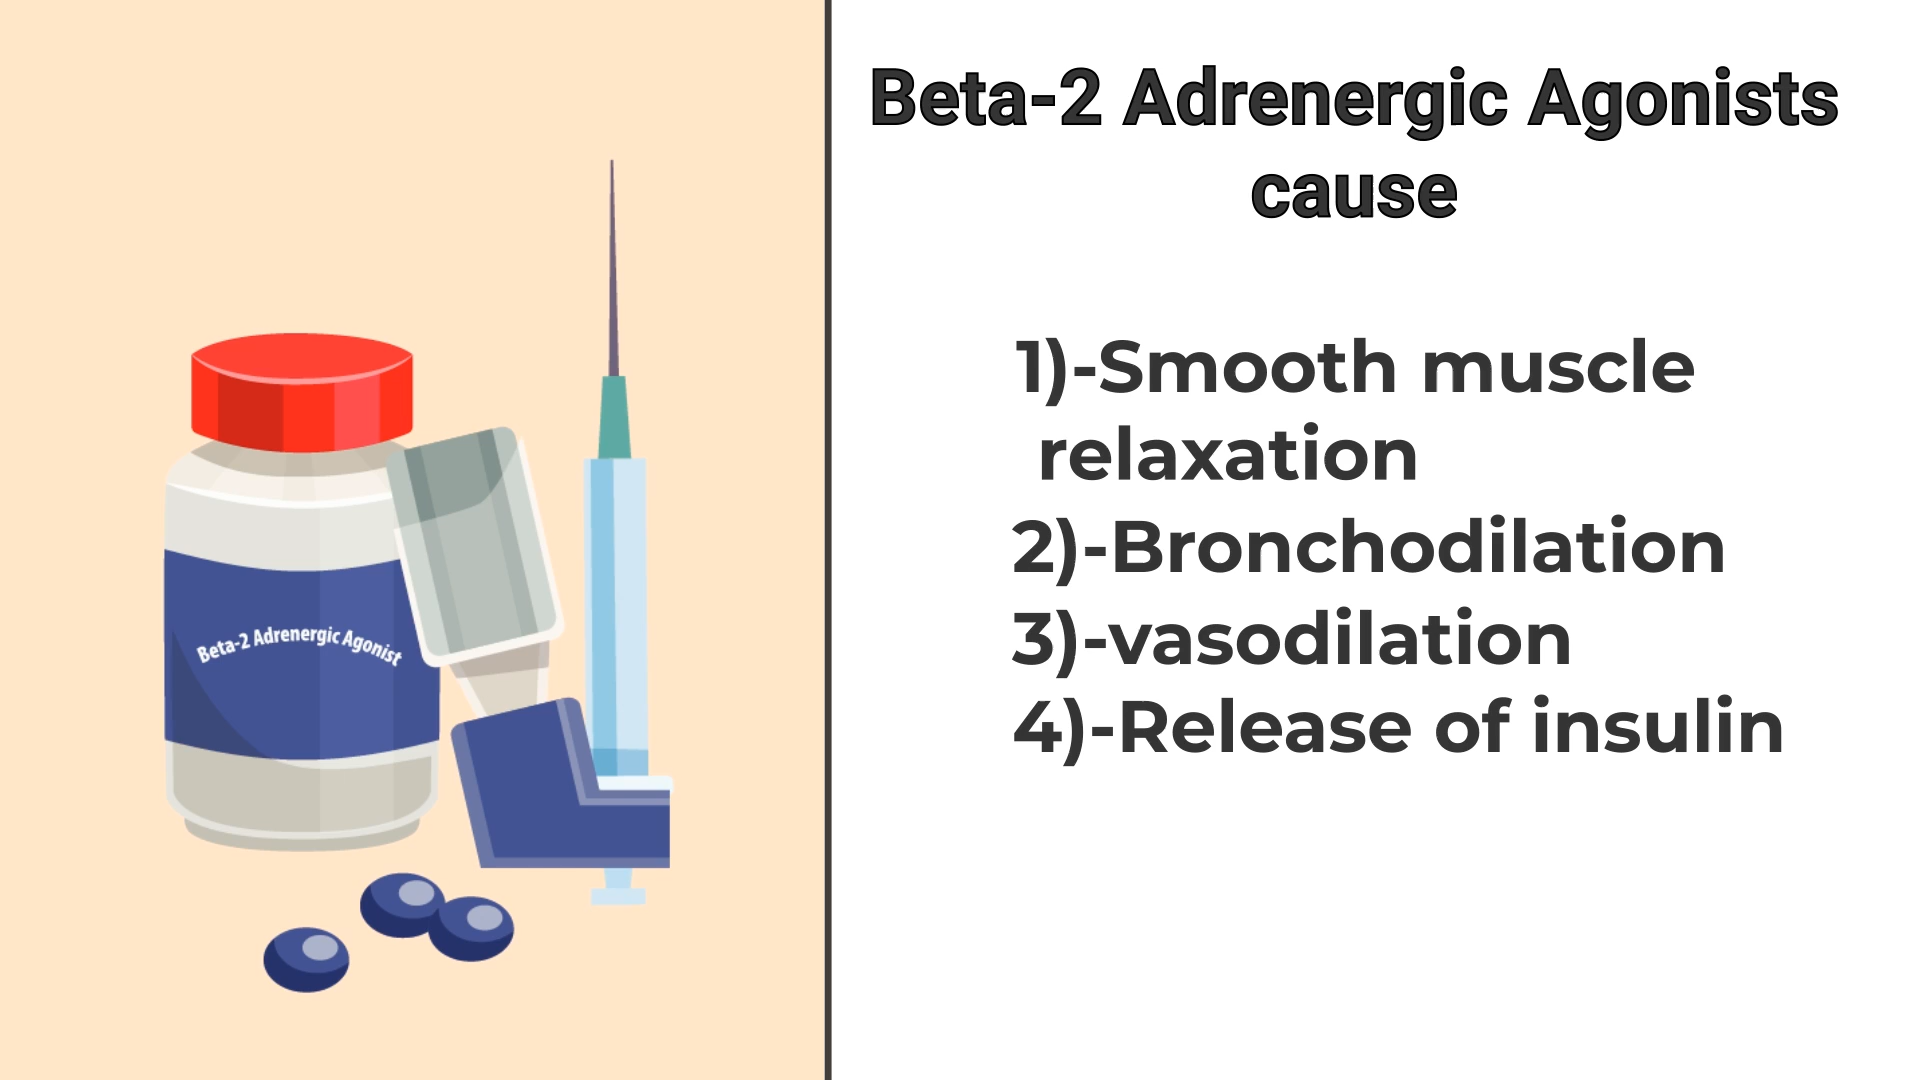 Beta-2 Adrenergic Agonists
cause
1)-Smooth muscle
relaxation
2)-Bronchodilation
3)-vasodilation
4)-Release of insulin
Beta-2 Adrenergic Agonist